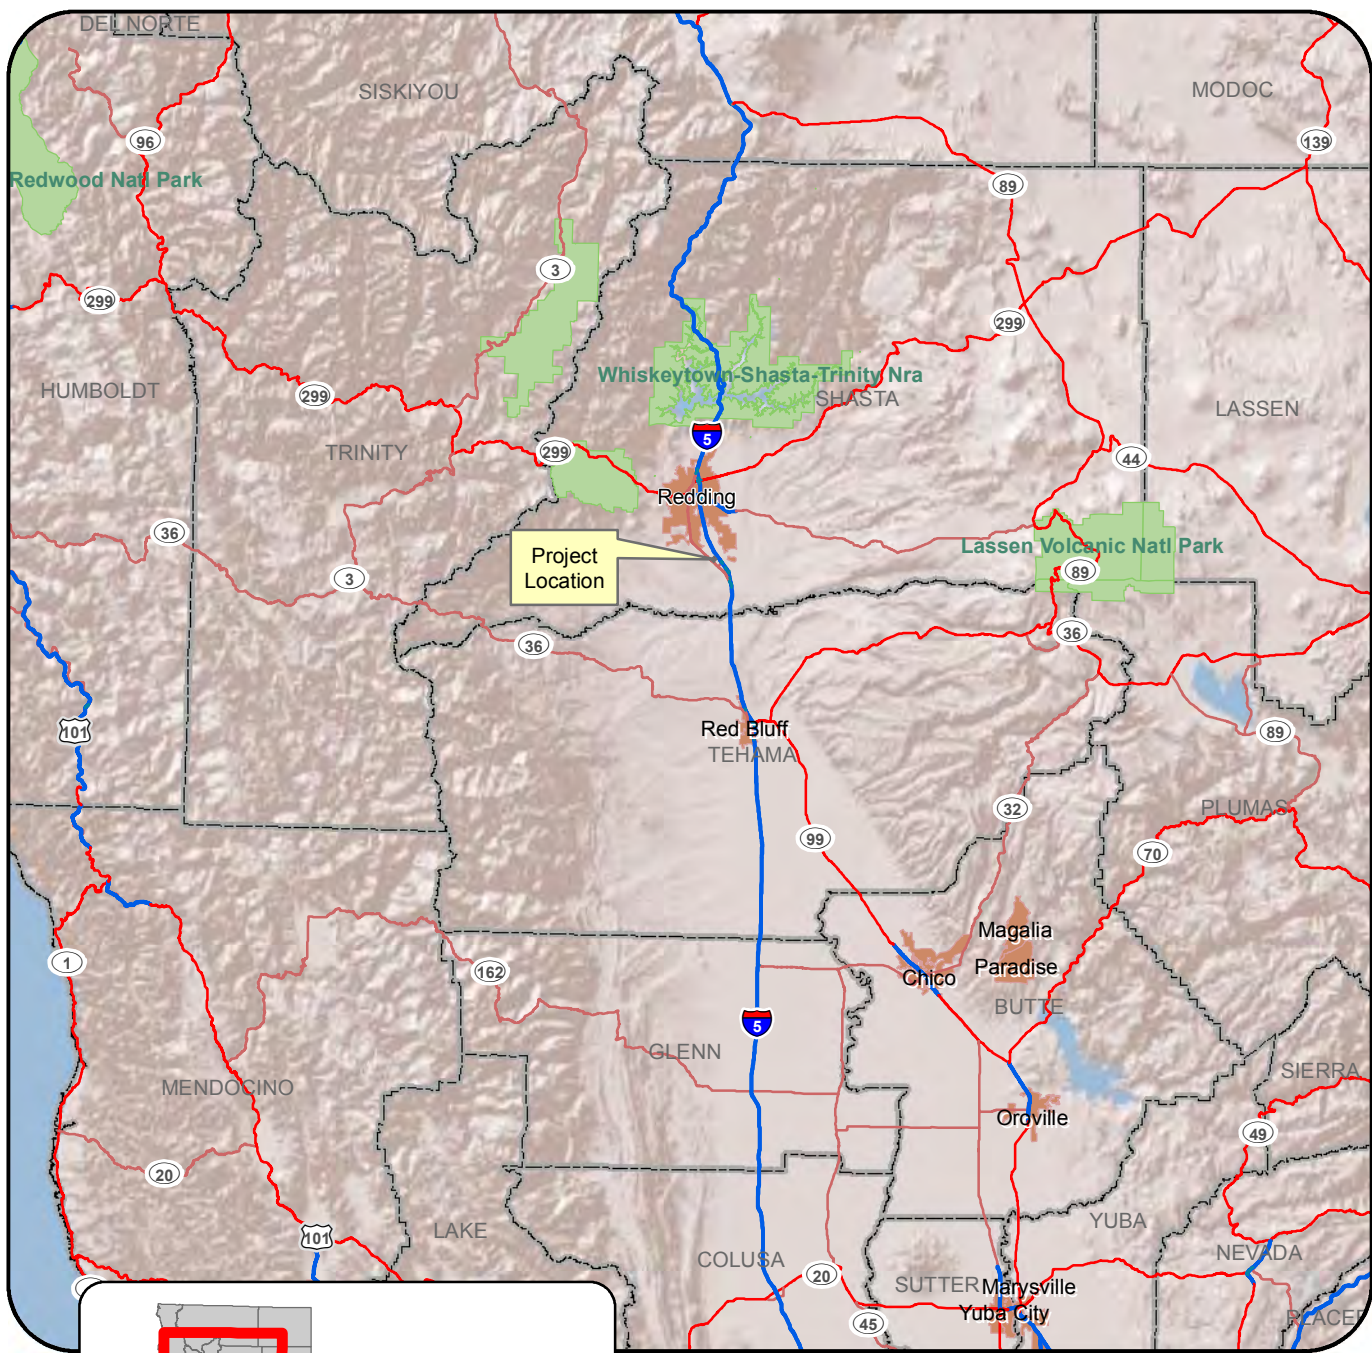 DEL NORTE
SISKIYOU
MODOC
96
139
Redwood Natl Park
89
3
299
299
Whiskeytown-Shasta-Trinity Nra
HUMBOLDT
299
SHASTA
LASSEN
5
TRINITY
299
44
Redding
36
Lassen Volcanic Natl Park
Project
Location
3
89
36
36
101
Red Bluff
TEHAMA
89
32
PLUMAS
99
70
Magalia
1
162
Chico
Paradise
BUTTE
5
GLENN
SIERRA
MENDOCINO
Oroville
49
20
YUBA
LAKE
101
NEVADA
COLUSA
20
SUTTER
Marysville
Yuba City
45
PLACER